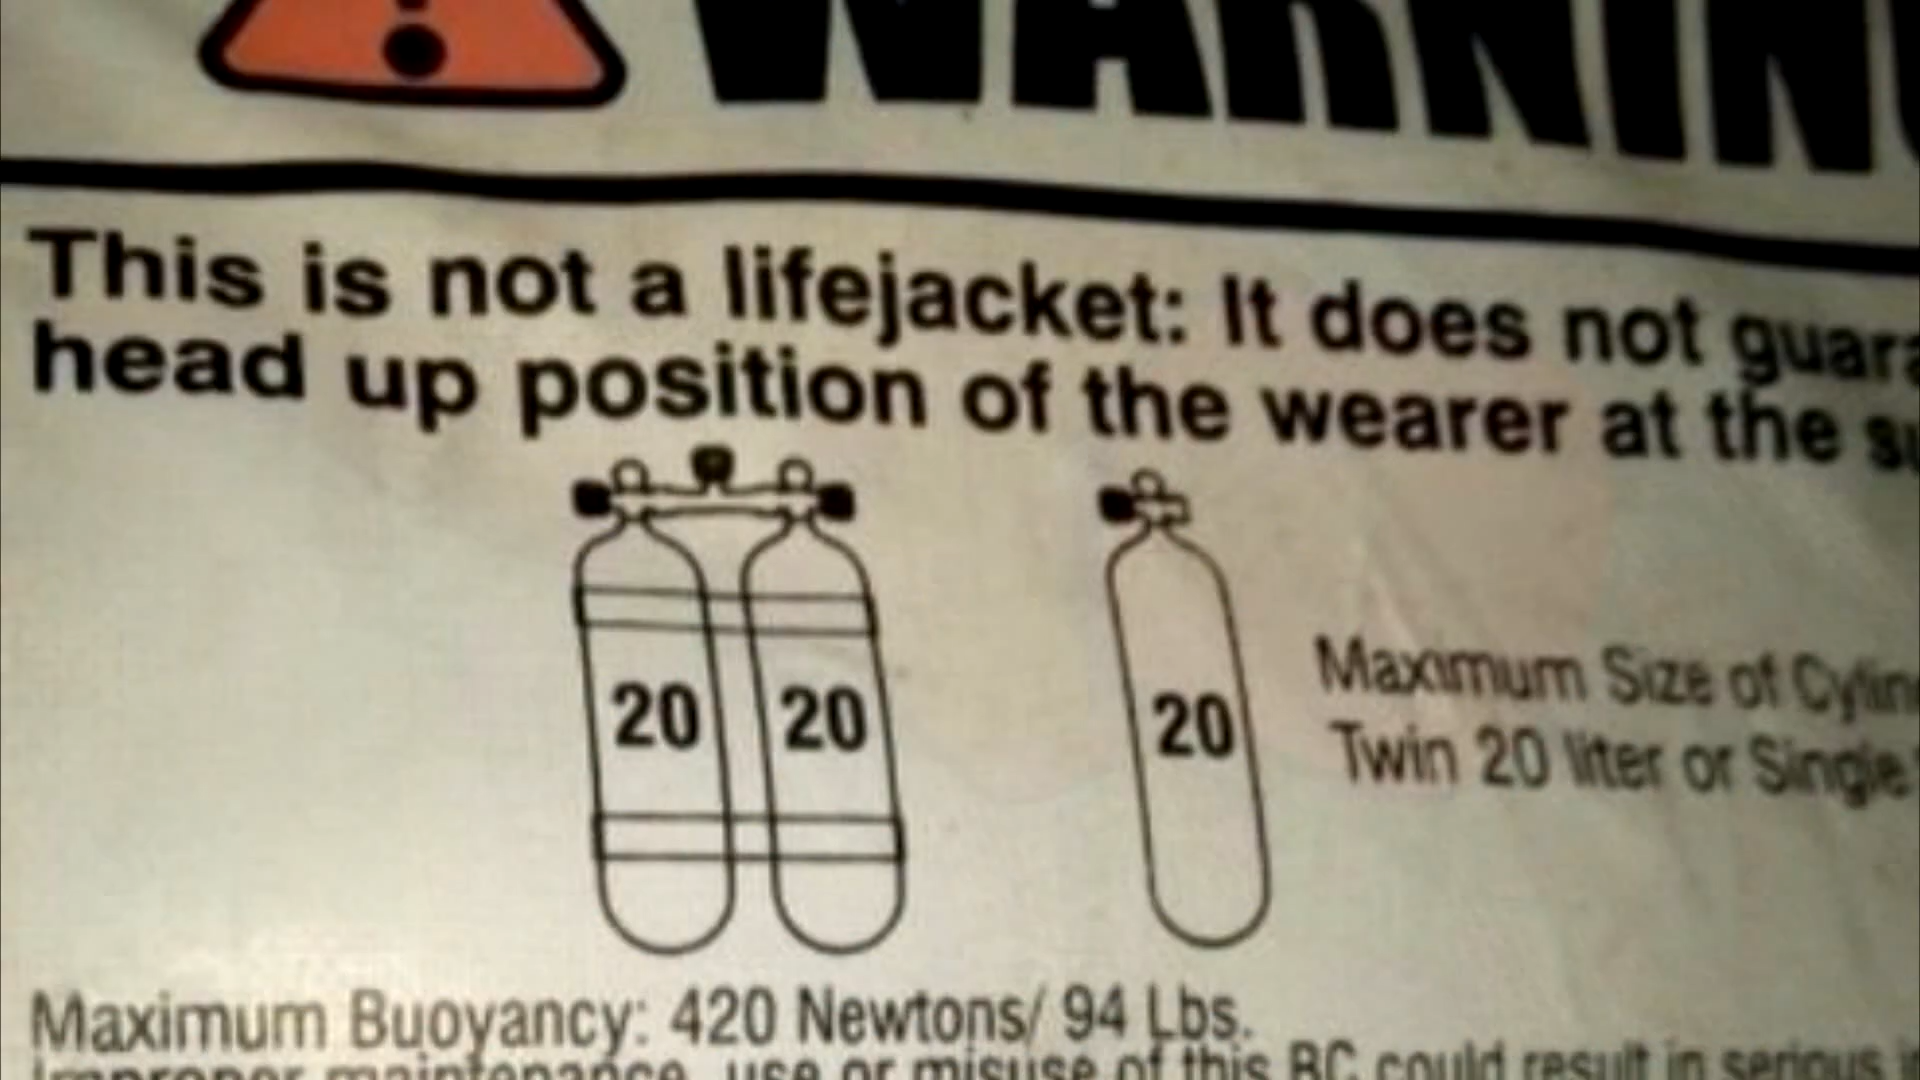 WARNIN
This is not a lifejacket: It does not guara
head up position of the wearer at the su
20 20 20
Maximum Size of Cylin
Twin 20 liter or Single
Maximum Buoyancy: 420 Newtons/ 94 Lbs.
Improper maintenance, use or misuse of this BC could result in serious